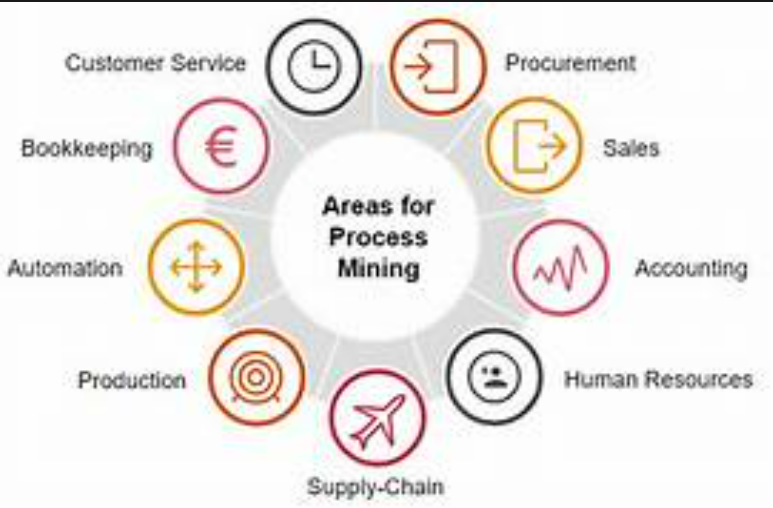 Customer Service
Procurement
Bookkeeping
€
Sales
Areas for
Process
Mining
Automation
Accounting
Production
Human Resources
Supply-Chain